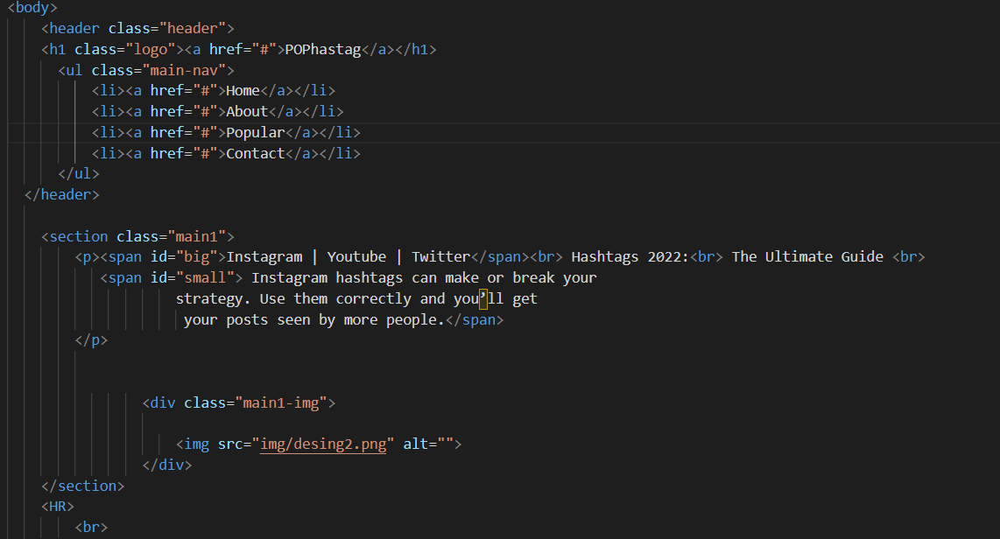 <body>
<header class="header">
<h1 class="logo"><a href="#">POPhastag</a></h1>
<ul class="main-nav">
<li><a href="#">Home</a></li>
<li><a href="#">About</a></li>
<li><a href="#">Popular</a></li>
<li><a href="#">Contact</a></li>
</ul>
</header>
<section class="main1">
<p><span id="big">Instagram | Youtube | Twitter</span><br> Hashtags 2022:<br> The Ultimate Guide <br>
<span id="small"> Instagram hashtags can make or break your
strategy. Use them correctly and you’ll get
your posts seen by more people.</span>
</p>
<div class="main1-img">
<img src="img/desing2.png" alt="">
</div>
</section>
<HR>
<br>